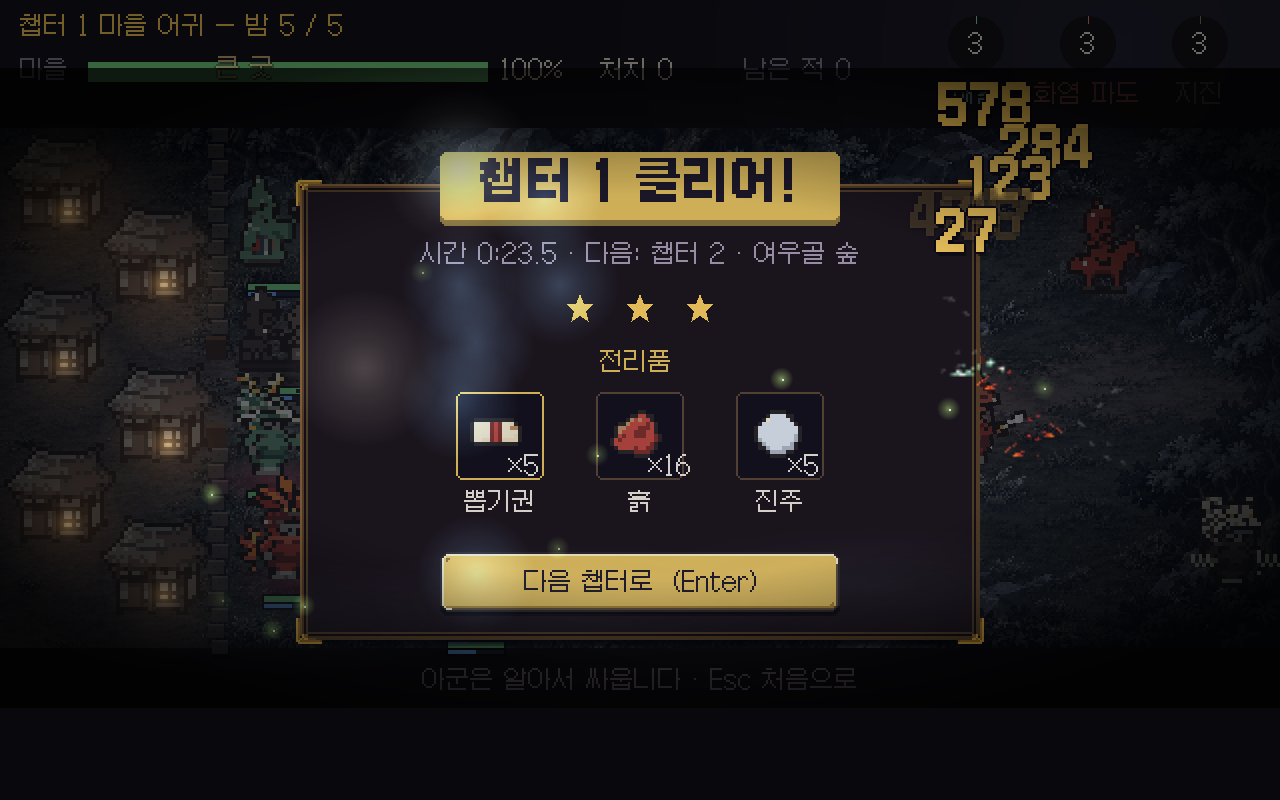 챕터 1 마을 어귀 – 밤 5 / 5
3
3
3
마을
큰 굿
100%
처치 0
남은 적 0
화염 파도
지진
578
284
123
27
챕터 1 클리어!
시간 0:23.5 · 다음: 챕터 2 · 여우골 숲
전리품
×5
×16
×5
뽑기권
흙
진주
다음 챕터로 (Enter)
아군은 알아서 싸웁니다 · Esc 처음으로